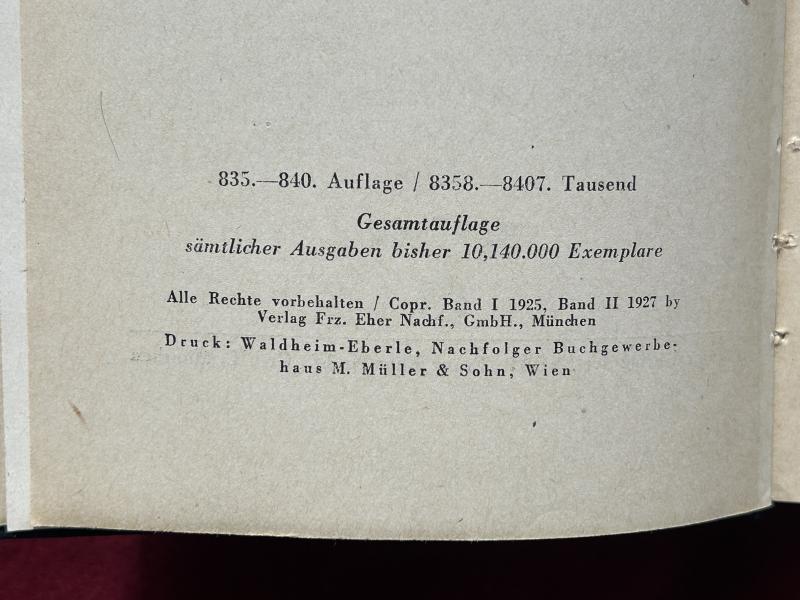 835.—840. Auflage / 8358.—8407. Tausend
Gesamtauflage
sämtlicher Ausgaben bisher 10,140.000 Exemplare
Alle Rechte vorbehalten / Copr. Band I 1925, Band II 1927 by
Verlag Frz. Eher Nachf., GmbH., München
Druck: Waldheim-Eberle, Nachfolger Buchgewerbe-
haus M. Müller & Sohn, Wien